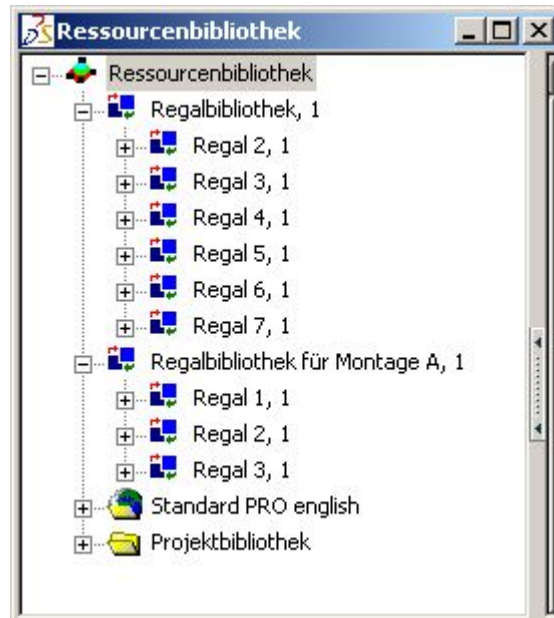 Ressourcenbibliothek
Ressourcenbibliothek
Regalbibliothek, 1
Regal 2, 1
Regal 3, 1
Regal 4, 1
Regal 5, 1
Regal 6, 1
Regal 7, 1
Regalbibliothek für Montage A, 1
Regal 1, 1
Regal 2, 1
Regal 3, 1
Standard PRO english
Projektbibliothek